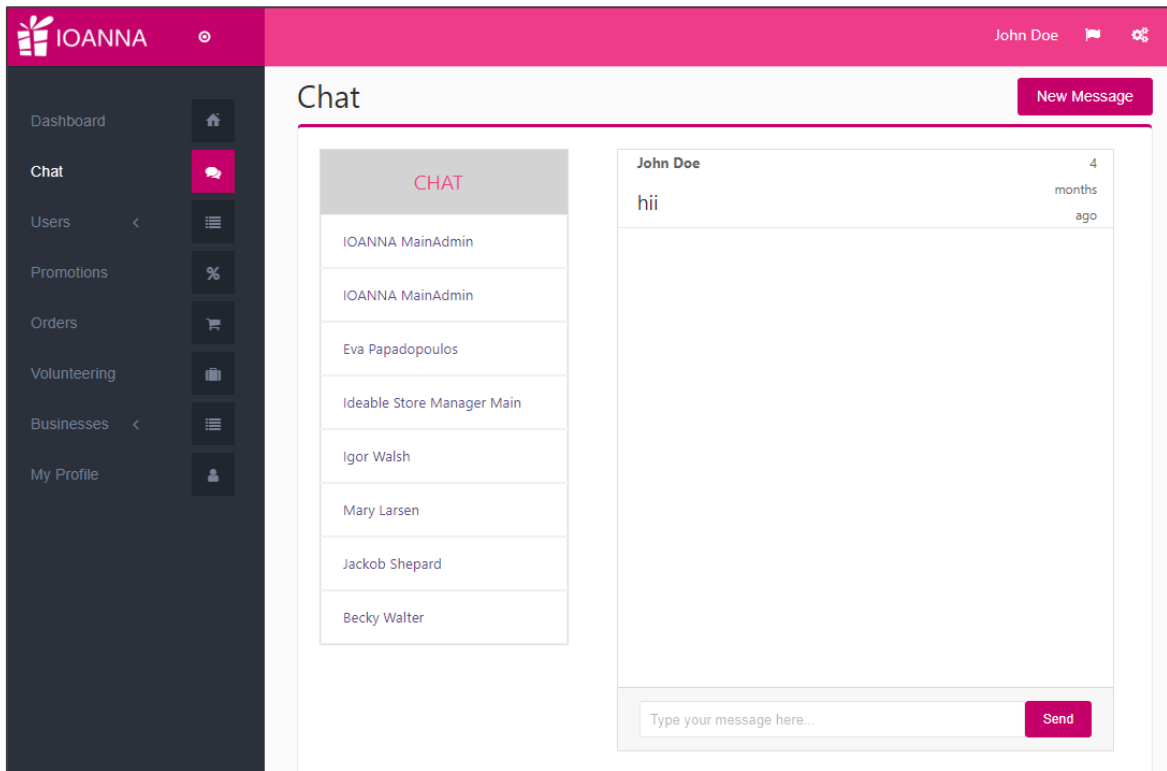 IOANNA
John Doe
Dashboard
Chat
Users
Promotions
Orders
Volunteering
Businesses
My Profile
Chat
New Message
CHAT
IOANNA MainAdmin
IOANNA MainAdmin
Eva Papadopoulos
Ideable Store Manager Main
Igor Walsh
Mary Larsen
Jackob Shepard
Becky Walter
John Doe
hii
4
months
ago
Type your message here...
Send